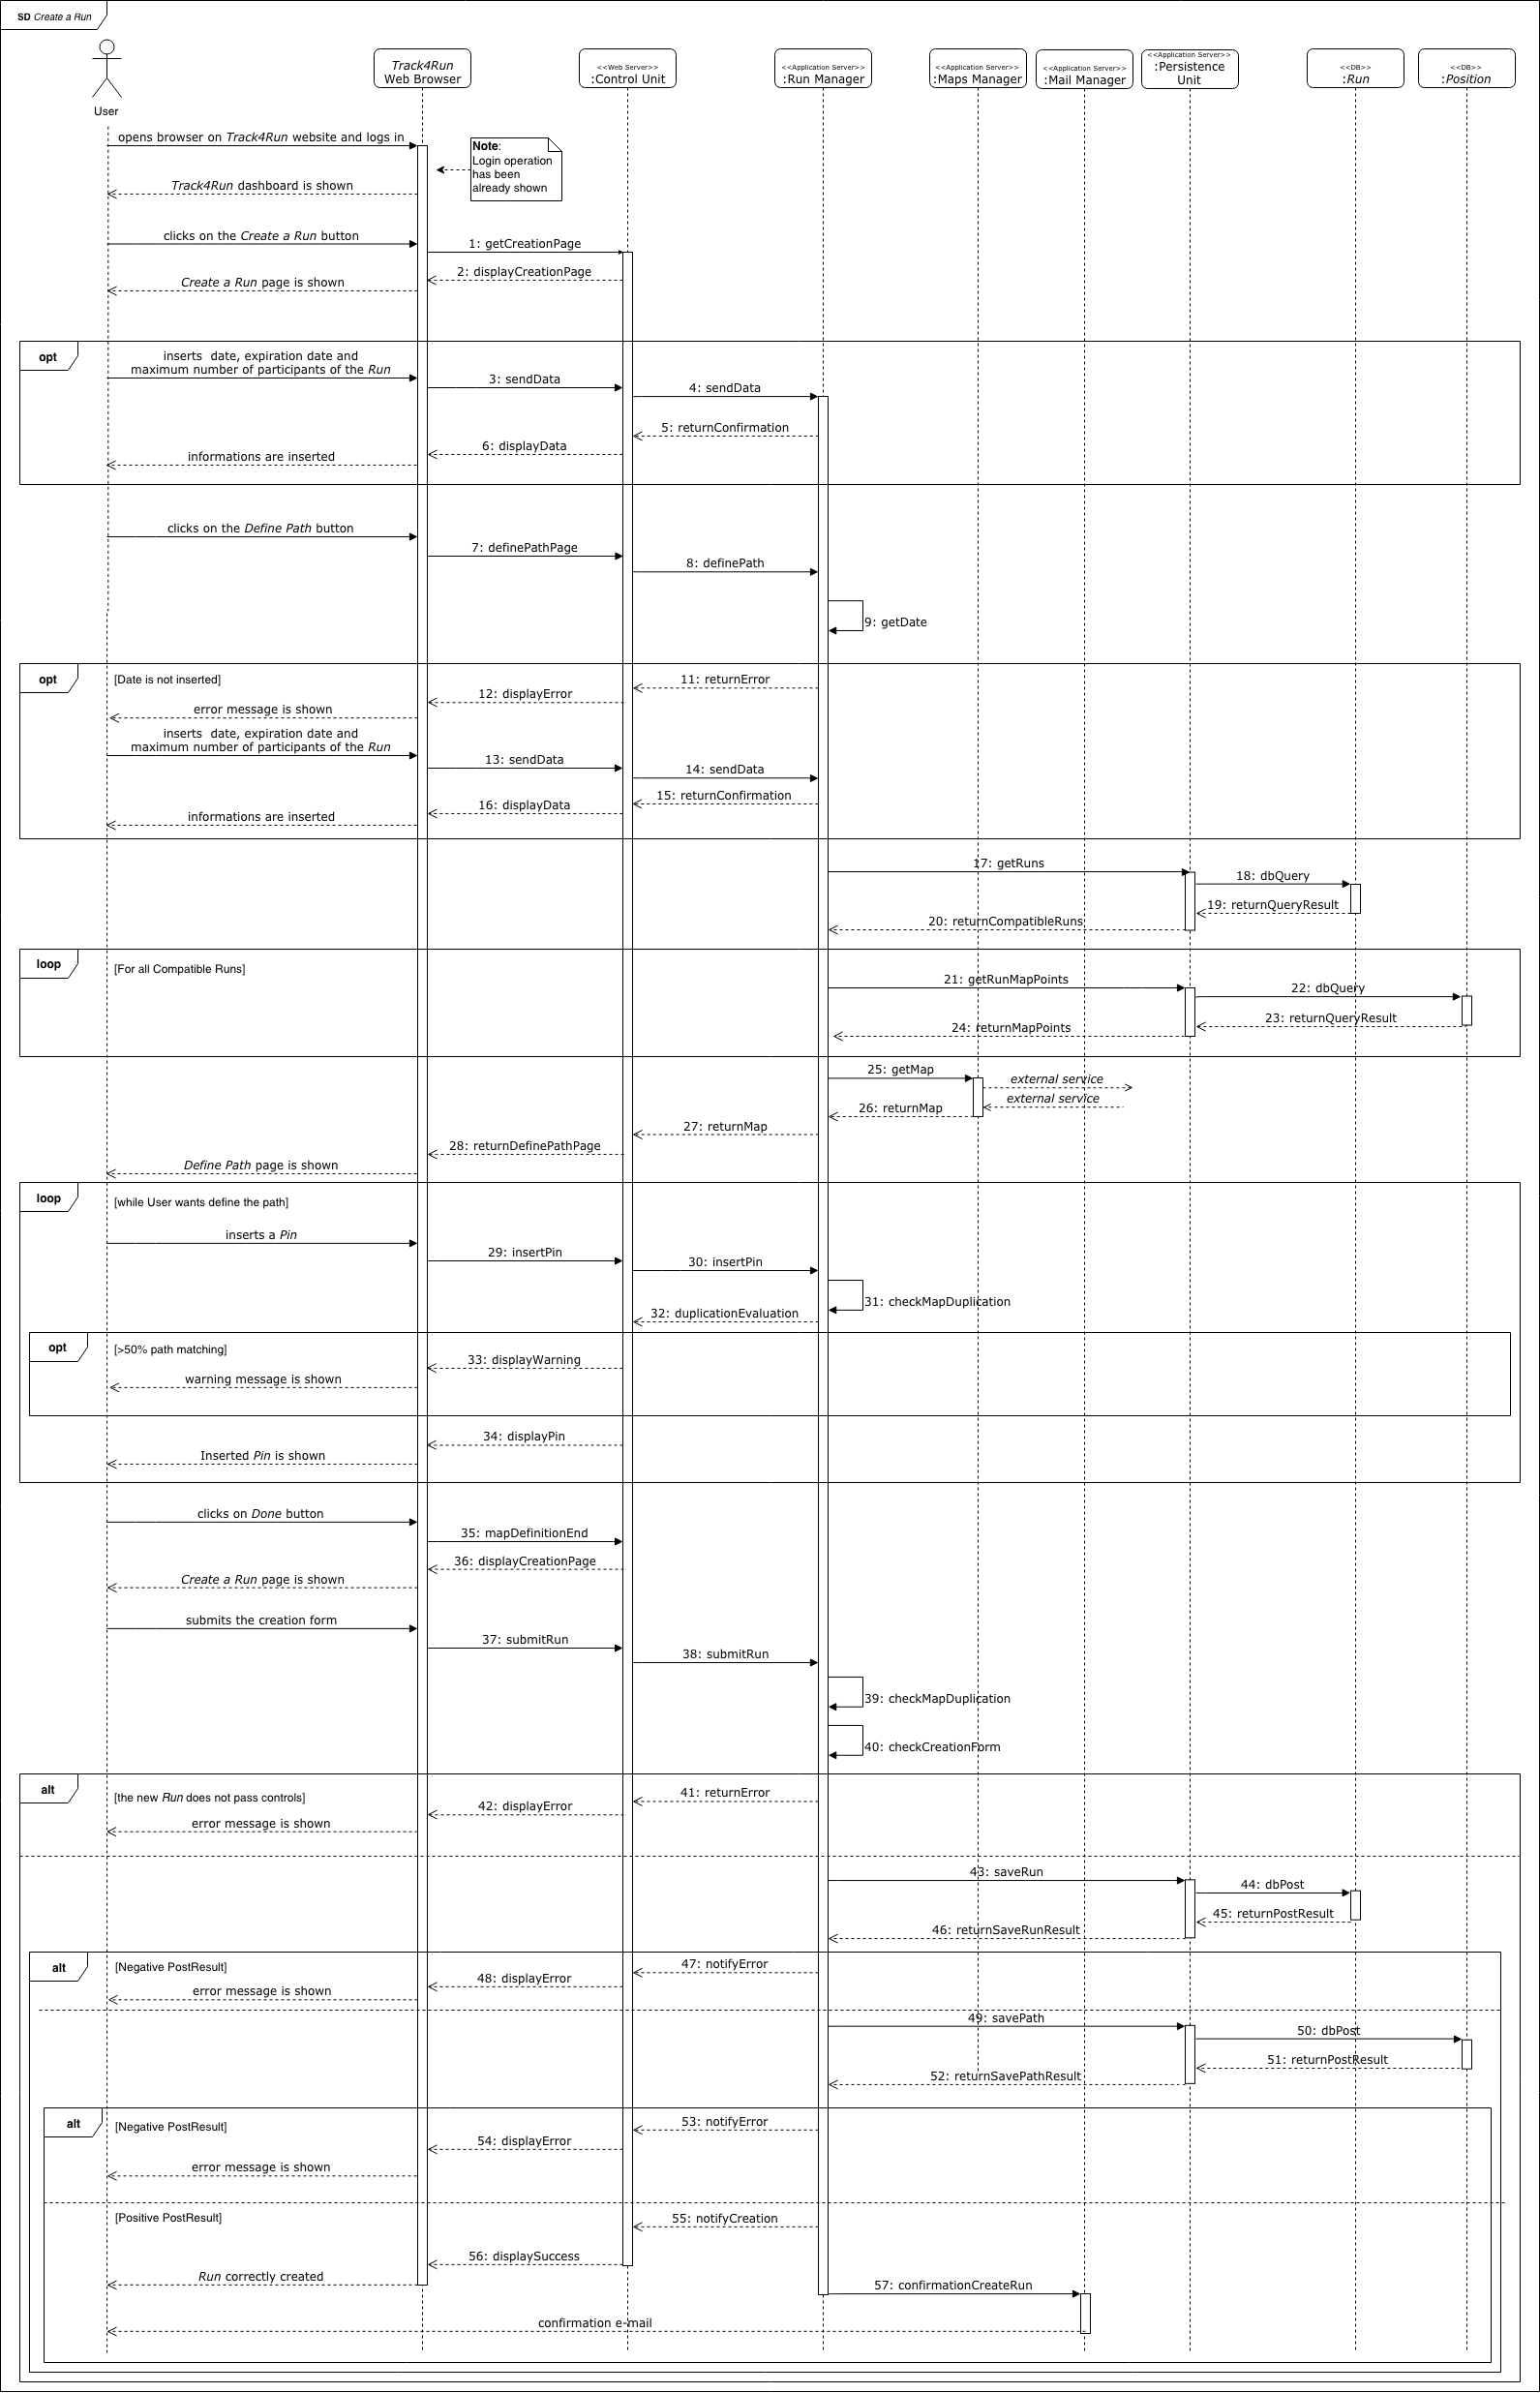 SD Create a Run
User
Track4Run
Web Browser
<<Web Server>>
:Control Unit
<<Application Server>>
:Run Manager
<<Application Server>>
:Maps Manager
<<Application Server>>
:Mail Manager
<<Application Server>>
:Persistence
Unit
<<DB>>
:Run
<<DB>>
:Position
opens browser on Track4Run website and logs in
Note:
Login operation
has been
already shown
Track4Run dashboard is shown
clicks on the Create a Run button
1: getCreationPage
2: displayCreationPage
Create a Run page is shown
opt
inserts  date, expiration date and
maximum number of participants of the Run
3: sendData
4: sendData
5: returnConfirmation
6: displayData
informations are inserted
clicks on the Define Path button
7: definePathPage
8: definePath
9: getDate
opt
[Date is not inserted]
11: returnError
12: displayError
error message is shown
inserts  date, expiration date and
maximum number of participants of the Run
13: sendData
14: sendData
15: returnConfirmation
16: displayData
informations are inserted
17: getRuns
18: dbQuery
19: returnQueryResult
20: returnCompatibleRuns
loop
[For all Compatible Runs]
21: getRunMapPoints
22: dbQuery
23: returnQueryResult
24: returnMapPoints
25: getMap
external service
external service
26: returnMap
27: returnMap
28: returnDefinePathPage
Define Path page is shown
loop
[while User wants define the path]
inserts a Pin
29: insertPin
30: insertPin
31: checkMapDuplication
32: duplicationEvaluation
opt
[>50% path matching]
33: displayWarning
warning message is shown
34: displayPin
Inserted Pin is shown
clicks on Done button
35: mapDefinitionEnd
36: displayCreationPage
Create a Run page is shown
submits the creation form
37: submitRun
38: submitRun
39: checkMapDuplication
40: checkCreationForm
alt
[the new Run does not pass controls]
41: returnError
42: displayError
error message is shown
43: saveRun
44: dbPost
45: returnPostResult
46: returnSaveRunResult
alt
[Negative PostResult]
47: notifyError
48: displayError
error message is shown
49: savePath
50: dbPost
51: returnPostResult
52: returnSavePathResult
alt
[Negative PostResult]
53: notifyError
54: displayError
error message is shown
[Positive PostResult]
55: notifyCreation
56: displaySuccess
Run correctly created
57: confirmationCreateRun
confirmation e-mail